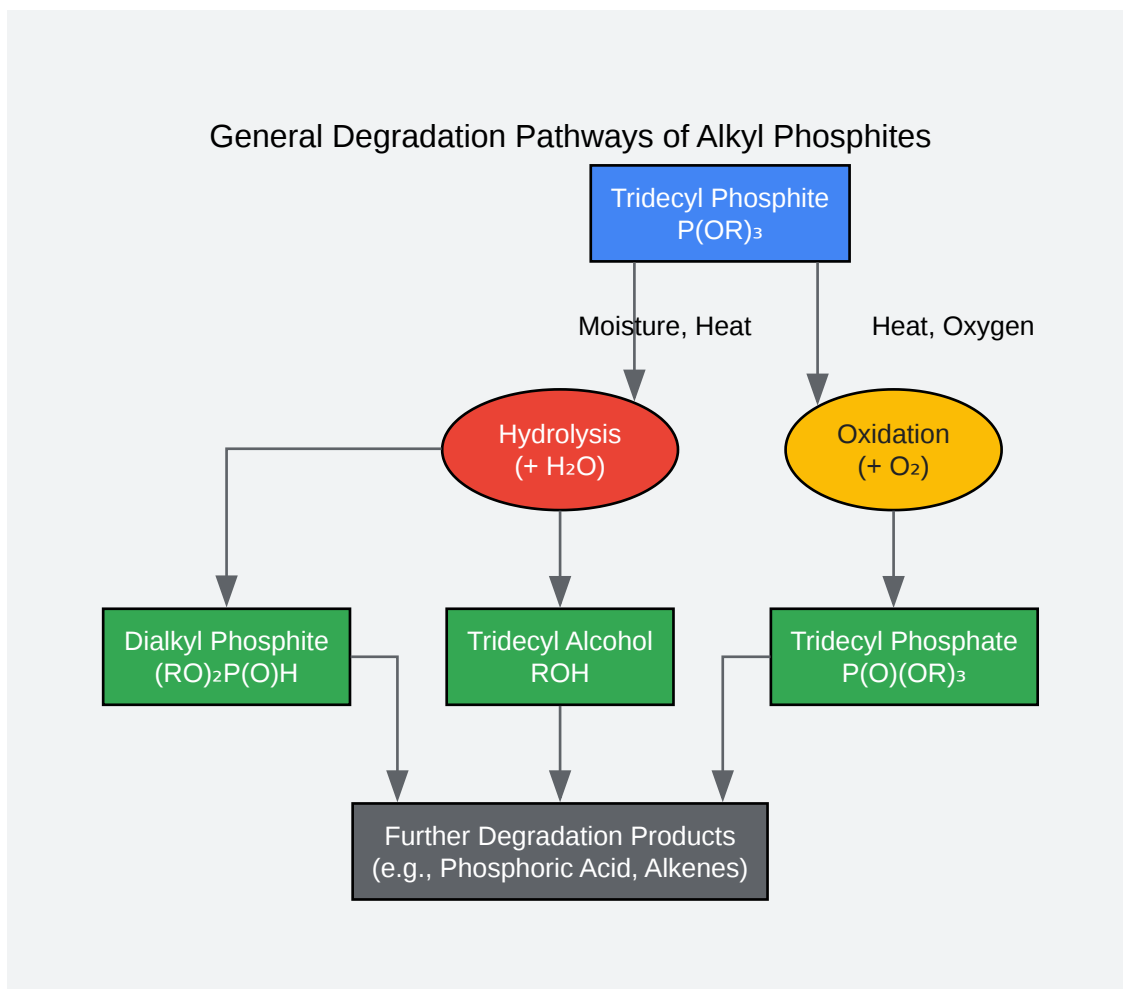 General Degradation Pathways of Alkyl Phosphites
Tridecyl Phosphite
P(OR)₃
Moisture, Heat
Heat, Oxygen
Hydrolysis
(+ H₂O)
Oxidation
(+ O₂)
Dialkyl Phosphite
(RO)₂P(O)H
Tridecyl Alcohol
ROH
Tridecyl Phosphate
P(O)(OR)₃
Further Degradation Products
(e.g., Phosphoric Acid, Alkenes)